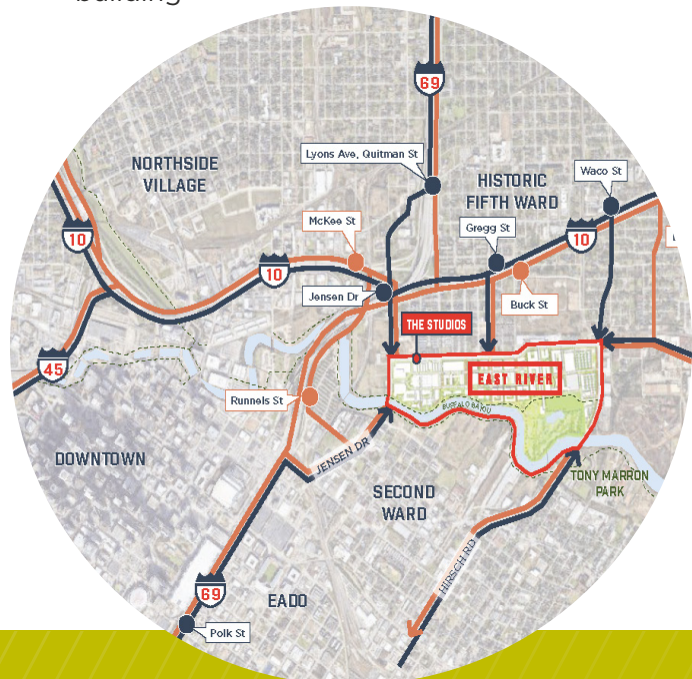 building
69
Lyons Ave, Quitman St
NORTHSIDE
VILLAGE
HISTORIC
FIFTH WARD
Waco St
McKee St
Gregg St
10
10
10
Jensen Dr
Buck St
THE STUDIOS
45
EAST RIVER
Runnels St
BUFFALO BAYOU
JENSEN DR
DOWNTOWN
SECOND
WARD
TONY MARRON
PARK
HIRSCH RD
69
EADO
Polk St